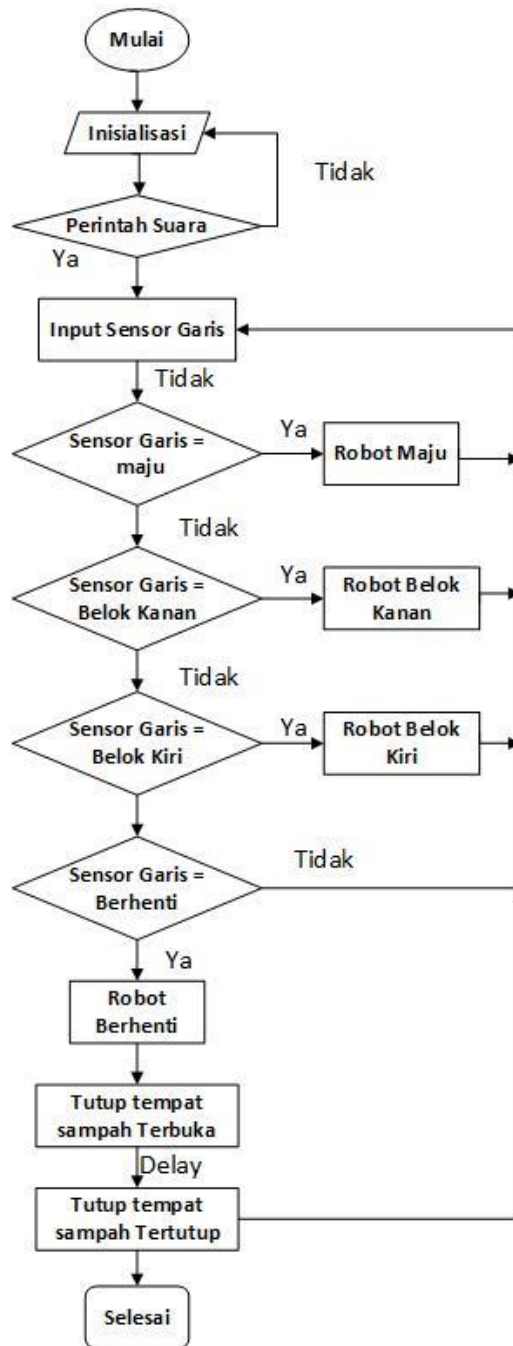 Mulai
Inisialisasi
Tidak
Perintah Suara
Ya
Input Sensor Garis
Tidak
Sensor Garis =
maju
Ya
Robot Maju
Tidak
Sensor Garis =
Belok Kanan
Ya
Robot Belok
Kanan
Tidak
Sensor Garis =
Belok Kiri
Ya
Robot Belok
Kiri
Sensor Garis =
Berhenti
Tidak
Ya
Robot
Berhenti
Tutup tempat
sampah Terbuka
Delay
Tutup tempat
sampah Tertutup
Selesai